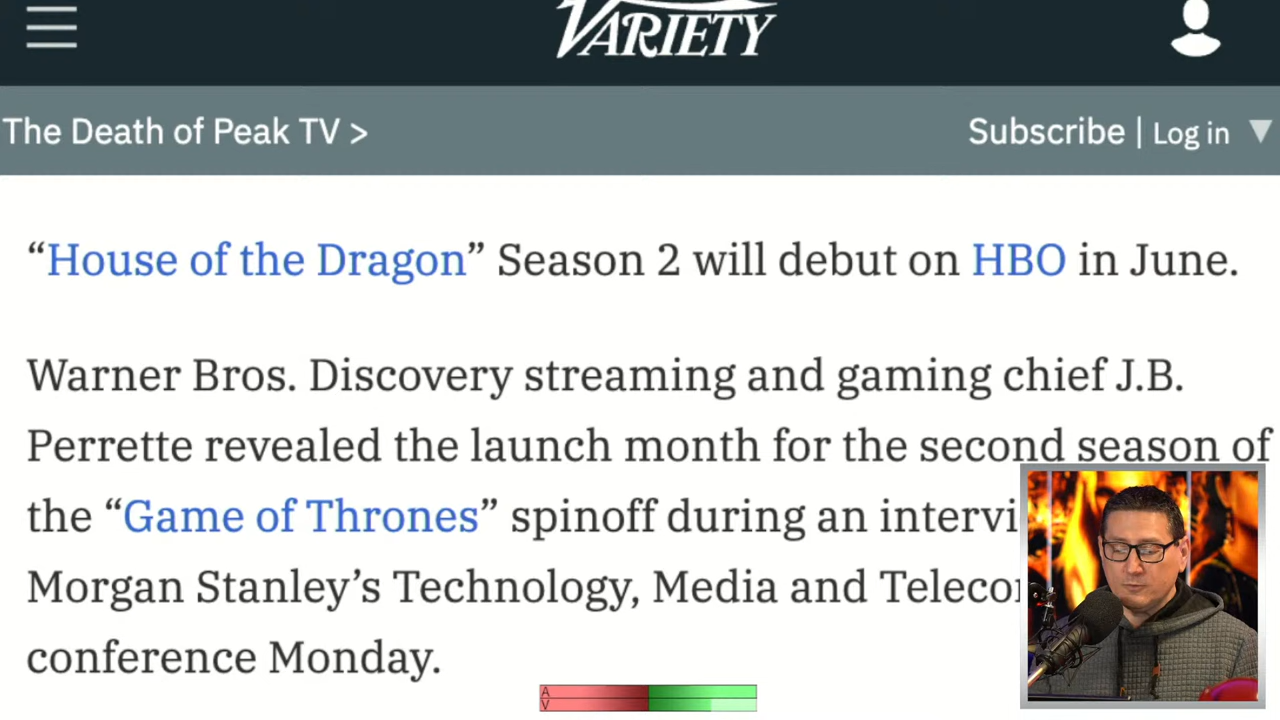 VARIETY
The Death of Peak TV >
Subscribe | Log in ▼
“House of the Dragon” Season 2 will debut on HBO in June.
Warner Bros. Discovery streaming and gaming chief J.B.
Perrette revealed the launch month for the second season of
the “Game of Thrones” spinoff during an intervi
Morgan Stanley’s Technology, Media and Teleco
conference Monday.
A
V